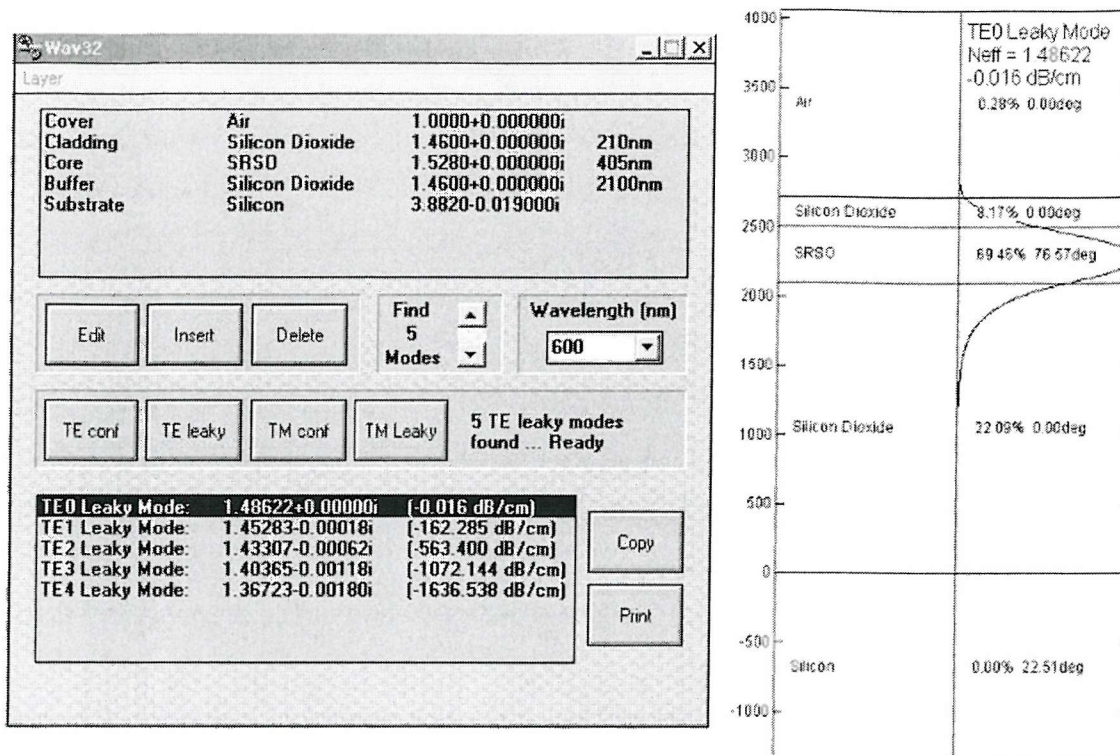 Wav32
Layer
Cover Air 1.0000+0.000000i
Cladding Silicon Dioxide 1.4600+0.000000i 210nm
Core SRSO 1.5280+0.000000i 405nm
Buffer Silicon Dioxide 1.4600+0.000000i 2100nm
Substrate Silicon 3.8820-0.019000i
Edit Insert Delete
Find
5
Modes
Wavelength (nm)
600
TE conf TE leaky TM conf TM Leaky
5 TE leaky modes
found ... Ready
TE0 Leaky Mode: 1.48622+0.00000i (-0.016 dB/cm)
TE1 Leaky Mode: 1.45283-0.00018i (-162.285 dB/cm)
TE2 Leaky Mode: 1.43307-0.00062i (-563.400 dB/cm)
TE3 Leaky Mode: 1.40365-0.00118i (-1072.144 dB/cm)
TE4 Leaky Mode: 1.36723-0.00180i (-1636.538 dB/cm)
Copy
Print
4000
TE0 Leaky Mode
Neff = 1.48622
-0.016 dB/cm
3500
Air 0.28% 0.00deg
3000
Silicon Dioxide 8.17% 0.00deg
2500
SRSO 69.46% 76.57deg
2000
1500
1000
Silicon Dioxide 22.09% 0.00deg
500
0
-500
Silicon 0.00% 22.51deg
-1000